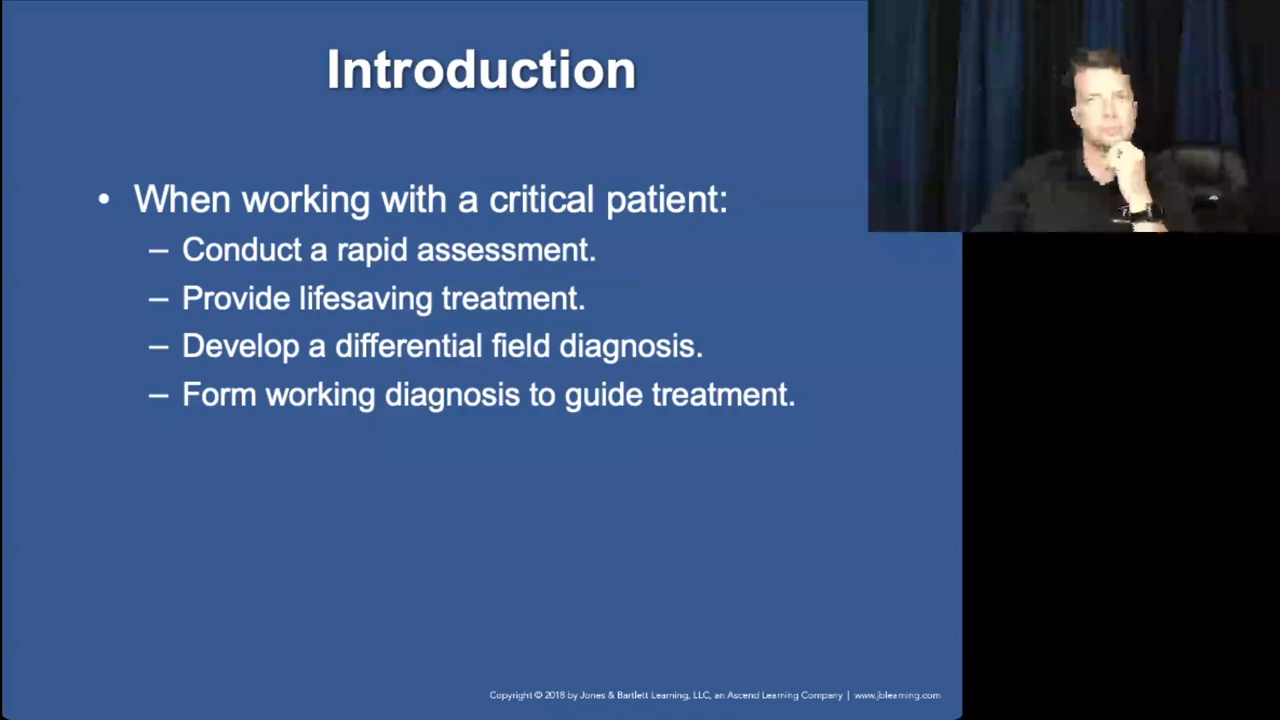 Introduction
• When working with a critical patient:
– Conduct a rapid assessment.
– Provide lifesaving treatment.
– Develop a differential field diagnosis.
– Form working diagnosis to guide treatment.
Copyright © 2018 by Jones & Bartlett Learning, LLC, an Ascend Learning Company | www.jblearning.com